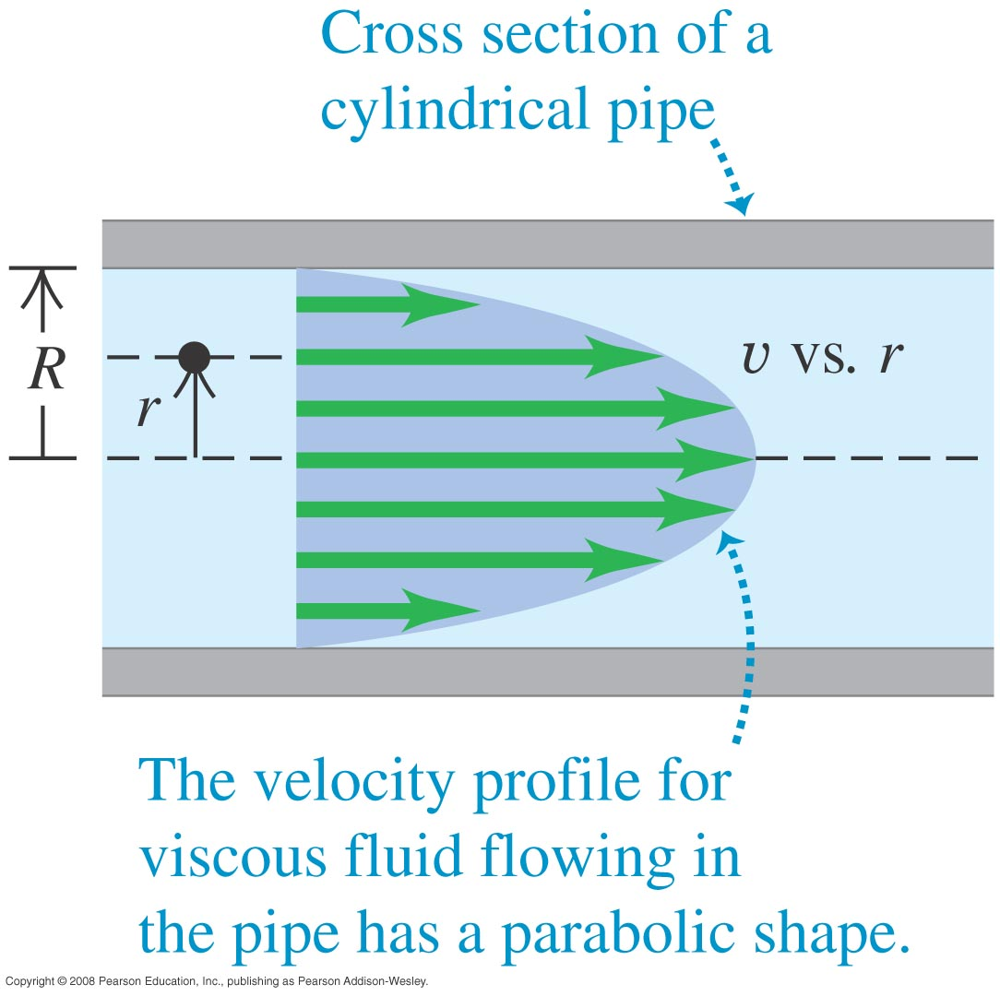 Cross section of a
cylindrical pipe
R
r
v vs. r
The velocity profile for
viscous fluid flowing in
the pipe has a parabolic shape.
Copyright © 2008 Pearson Education, Inc., publishing as Pearson Addison-Wesley.